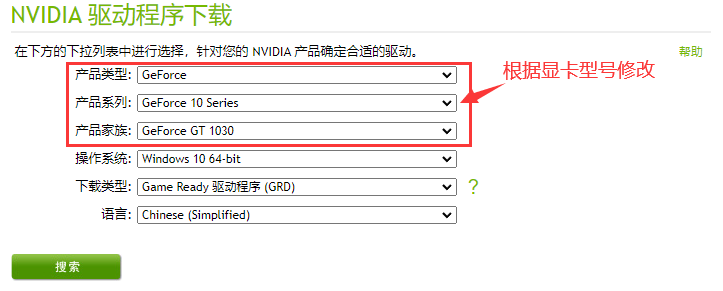 NVIDIA 驱动程序下载
在下方的下拉列表中进行选择，针对您的 NVIDIA 产品确定合适的驱动。 帮助
产品类型: GeForce
根据显卡型号修改
产品系列: GeForce 10 Series
产品家族: GeForce GT 1030
操作系统: Windows 10 64-bit
下载类型: Game Ready 驱动程序 (GRD) ?
语言: Chinese (Simplified)
搜索